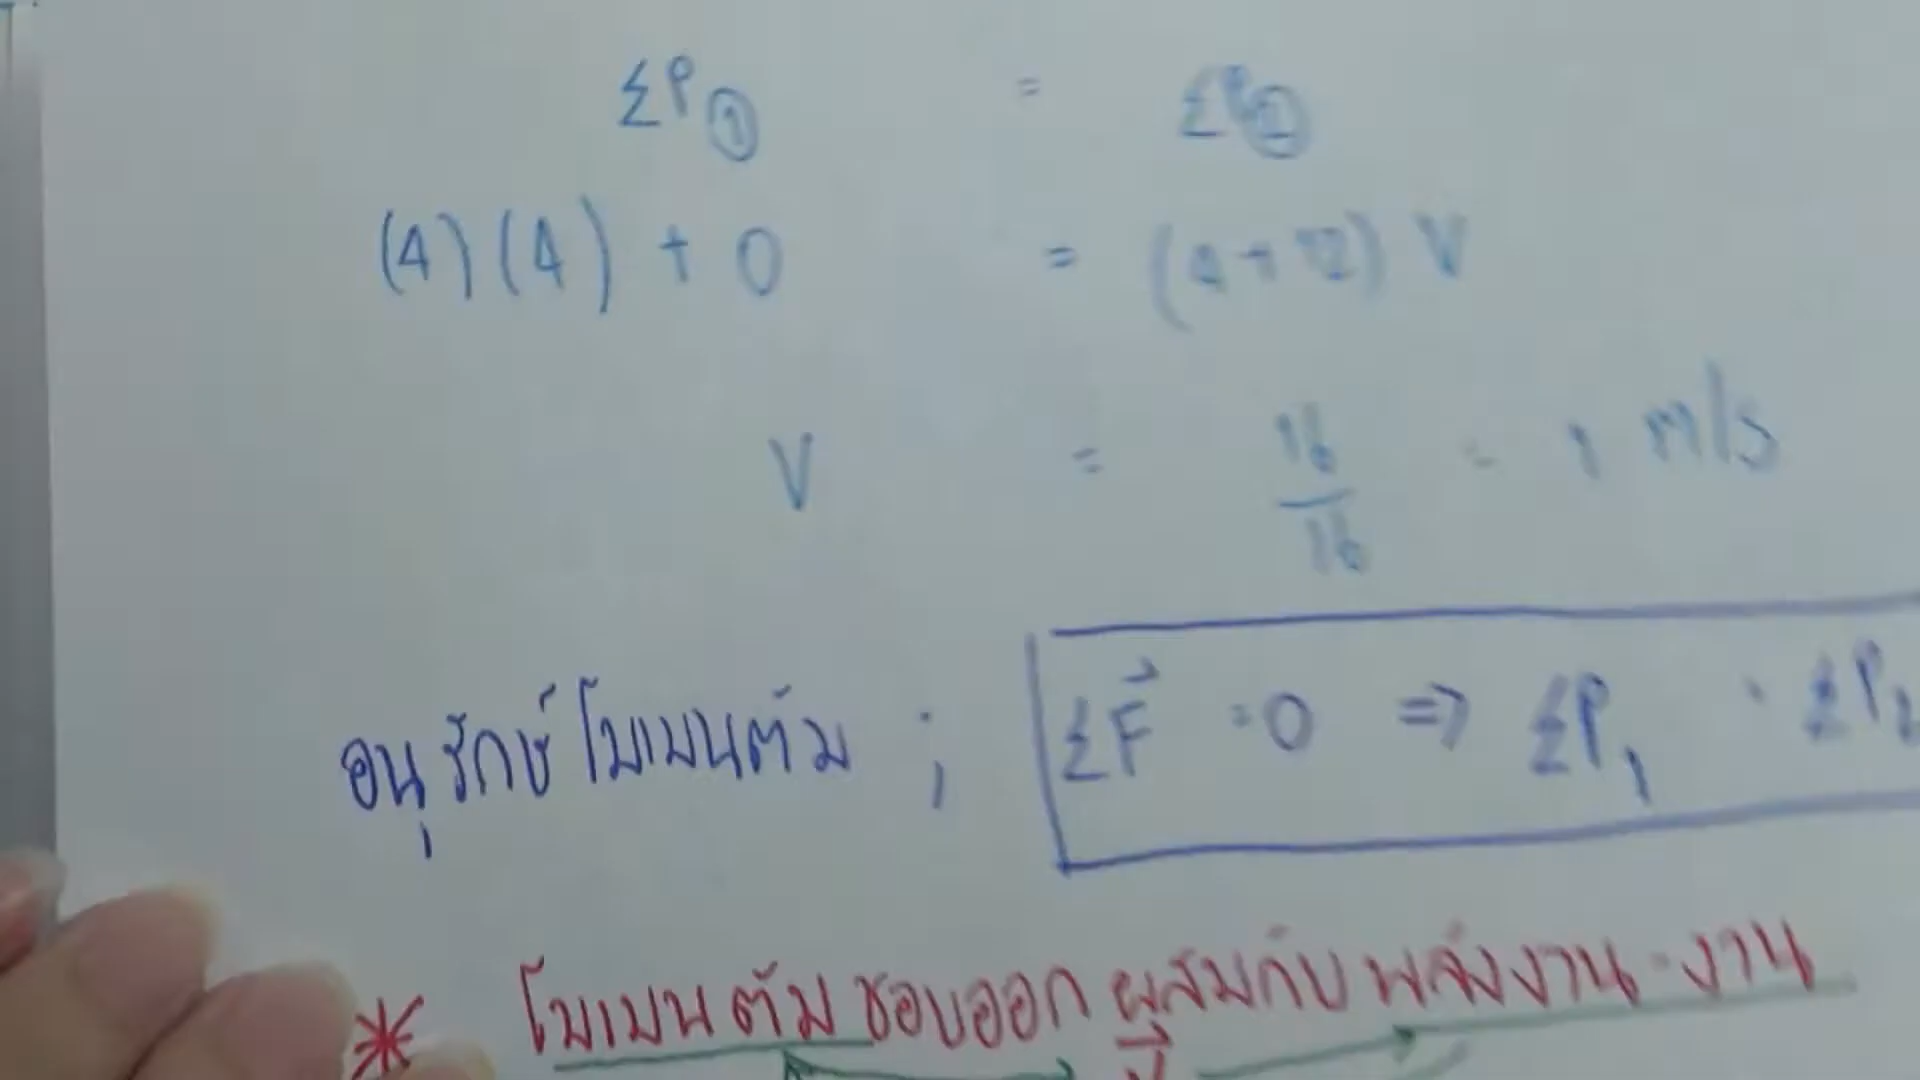 ΣP① = ΣP②
(4)(4) + 0 = (4+12) V
V = 16/16 = 1 m/s
อนุรักษ์โมเมนตัม ; ΣF⃗ = 0 ⇒ ΣP₁ = ΣP₂
* โมเมนตัมชอบออกผสมกับพลังงาน-งาน